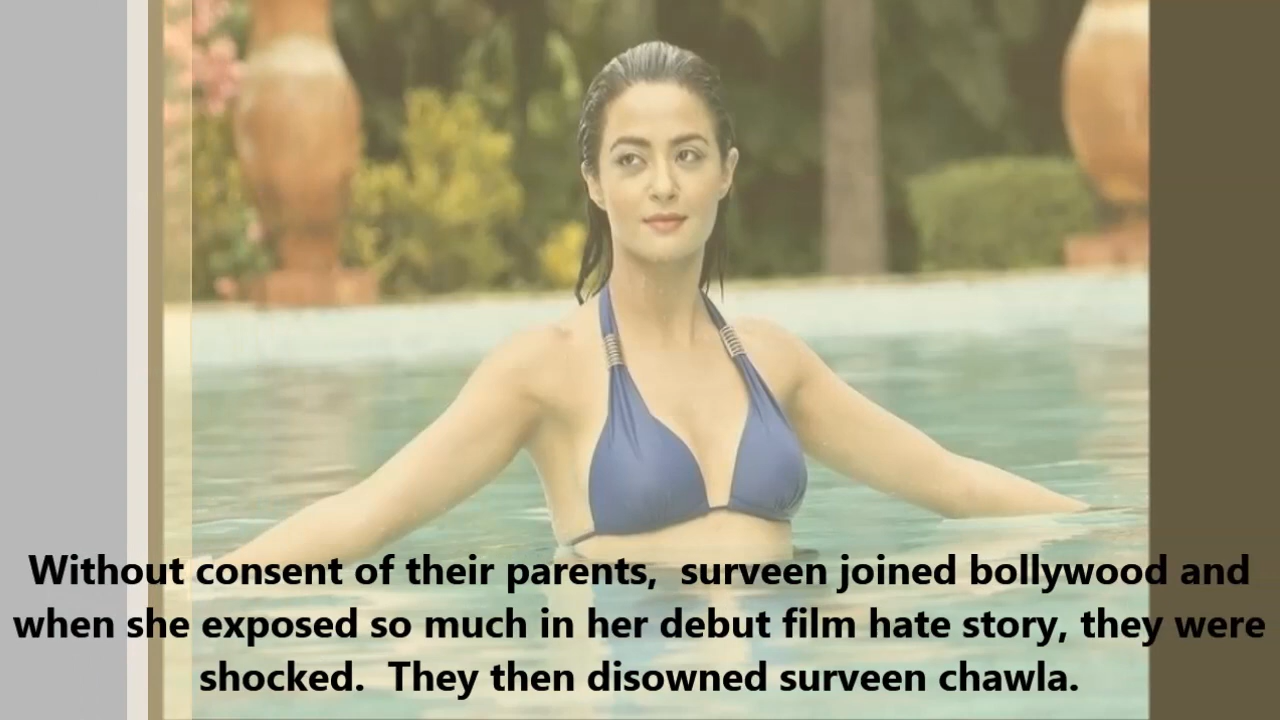 Without consent of their parents,  surveen joined bollywood and
when she exposed so much in her debut film hate story, they were
shocked.  They then disowned surveen chawla.